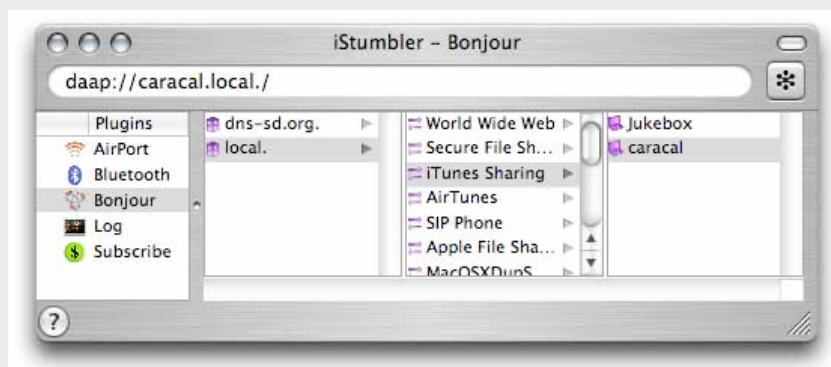 iStumbler – Bonjour
daap://caracal.local./
Plugins
AirPort
Bluetooth
Bonjour
Log
Subscribe
dns-sd.org.
local.
World Wide Web
Secure File Sh...
iTunes Sharing
AirTunes
SIP Phone
Apple File Sha...
MacOSXDupS
Jukebox
caracal
?